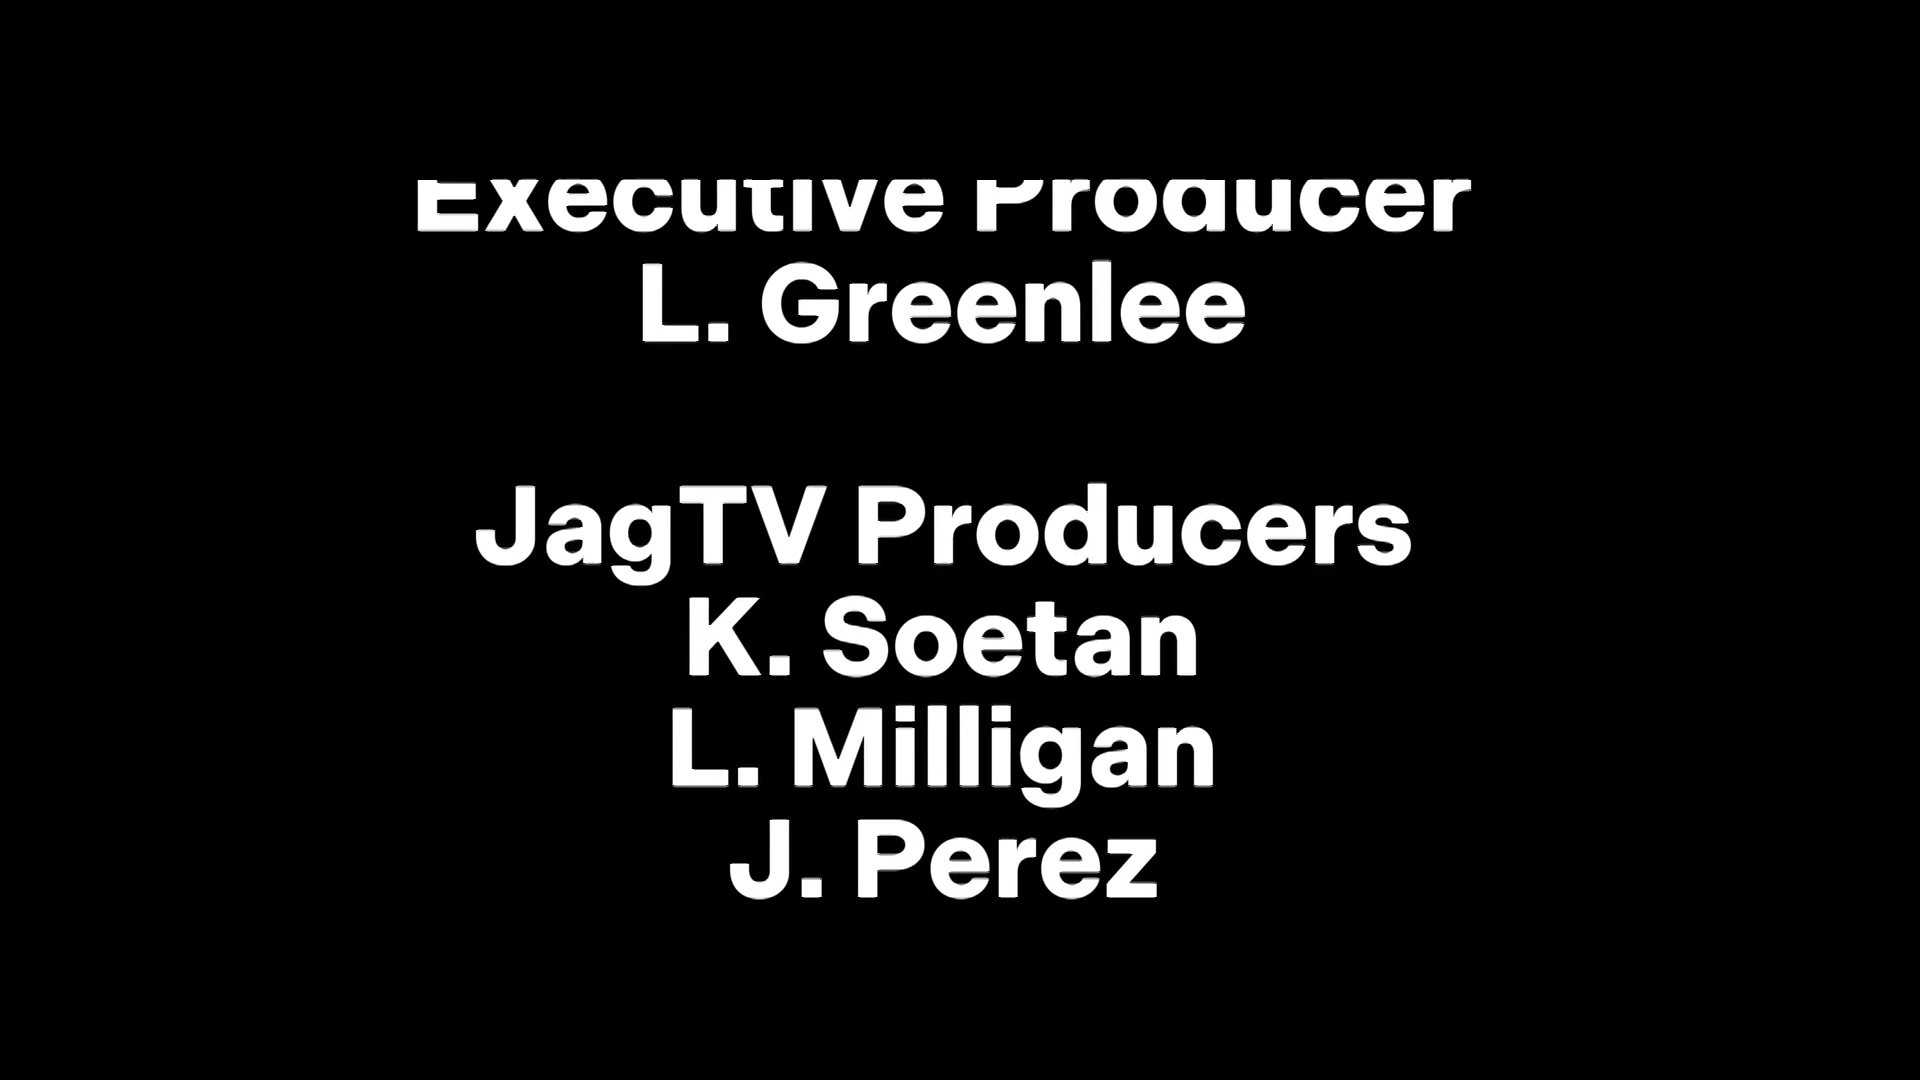 Executive Producer
L. Greenlee
JagTV Producers
K. Soetan
L. Milligan
J. Perez